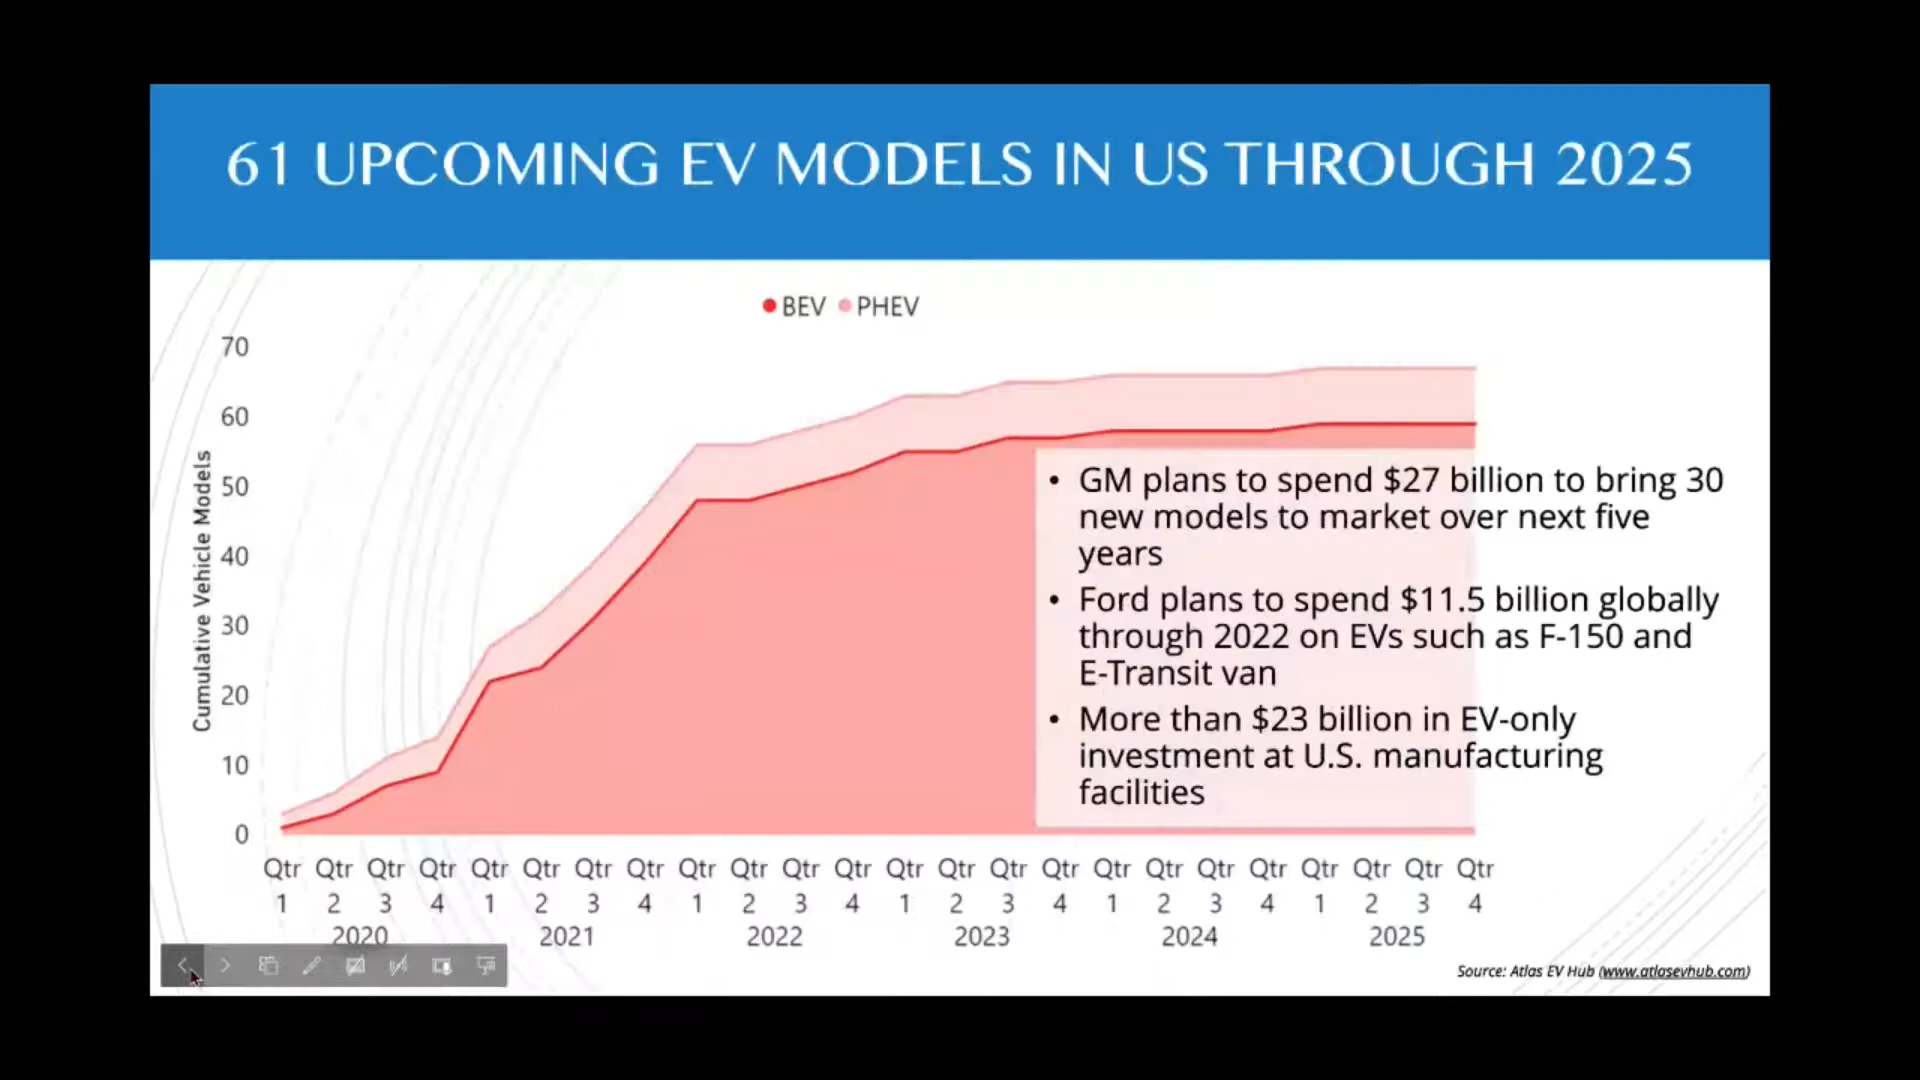 61 UPCOMING EV MODELS IN US THROUGH 2025
BEV PHEV
70
60
50
40
30
20
10
0
Cumulative Vehicle Models
• GM plans to spend $27 billion to bring 30
new models to market over next five
years
• Ford plans to spend $11.5 billion globally
through 2022 on EVs such as F-150 and
E-Transit van
• More than $23 billion in EV-only
investment at U.S. manufacturing
facilities
Qtr Qtr Qtr Qtr Qtr Qtr Qtr Qtr Qtr Qtr Qtr Qtr Qtr Qtr Qtr Qtr Qtr Qtr Qtr Qtr Qtr Qtr Qtr Qtr
1 2 3 4 1 2 3 4 1 2 3 4 1 2 3 4 1 2 3 4 1 2 3 4
2020 2021 2022 2023 2024 2025
Source: Atlas EV Hub (www.atlasevhub.com)